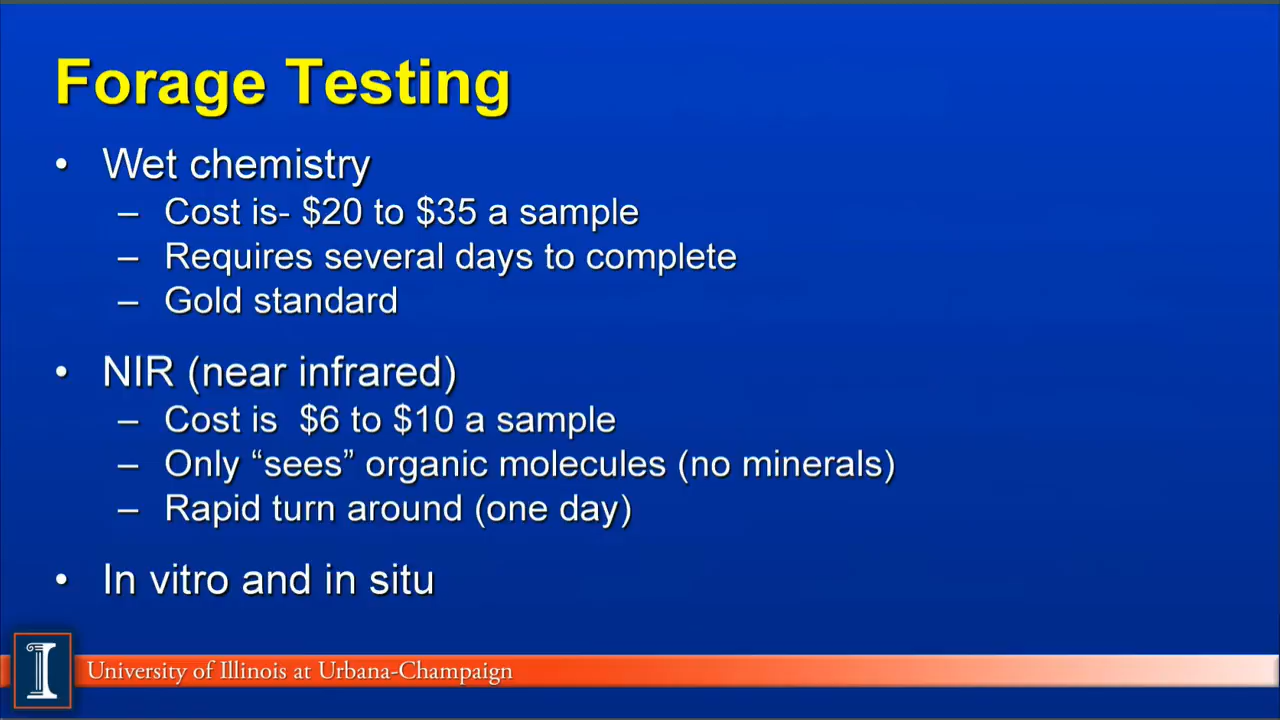 Forage Testing
• Wet chemistry
– Cost is- $20 to $35 a sample
– Requires several days to complete
– Gold standard
• NIR (near infrared)
– Cost is  $6 to $10 a sample
– Only “sees” organic molecules (no minerals)
– Rapid turn around (one day)
• In vitro and in situ
I
University of Illinois at Urbana-Champaign